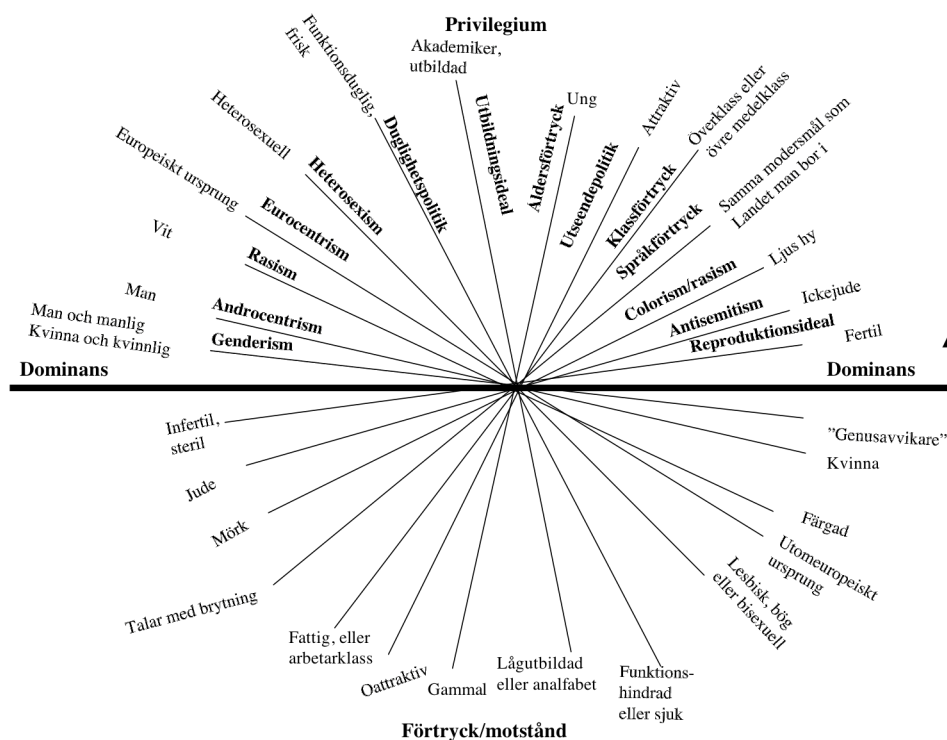 Privilegium
Funktionsduglig,
frisk
Akademiker,
utbildad
Ung
Attraktiv
Överklass eller
övre medelklass
Samma modersmål som
Landet man bor i
Ljus hy
Ickejude
Fertil
Heterosexuell
Europeiskt ursprung
Vit
Man
Man och manlig
Kvinna och kvinnlig
Duglighetspolitik
Utbildningsideal
Aldersförtryck
Utseendepolitik
Klassförtryck
Språkförtryck
Colorism/rasism
Antisemitism
Reproduktionsideal
Heterosexism
Eurocentrism
Rasism
Androcentrism
Genderism
Dominans
Dominans
Infertil,
steril
Jude
Mörk
Talar med brytning
Fattig, eller
arbetarklass
Oattraktiv
Gammal
Lågutbildad
eller analfabet
Funktions-
hindrad
eller sjuk
Lesbisk, bög
eller bisexuell
Utomeuropeiskt
ursprung
Färgad
Kvinna
”Genusavvikare”
Förtryck/motstånd